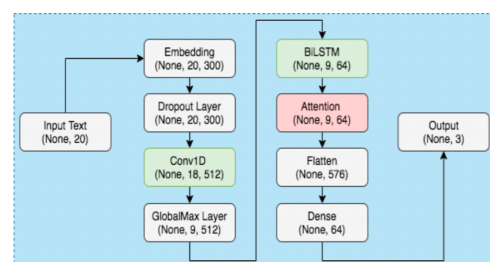 Input Text
(None, 20)
Embedding
(None, 20, 300)
Dropout Layer
(None, 20, 300)
Conv1D
(None, 18, 512)
GlobalMax Layer
(None, 9, 512)
BiLSTM
(None, 9, 64)
Attention
(None, 9, 64)
Flatten
(None, 576)
Dense
(None, 64)
Output
(None, 3)